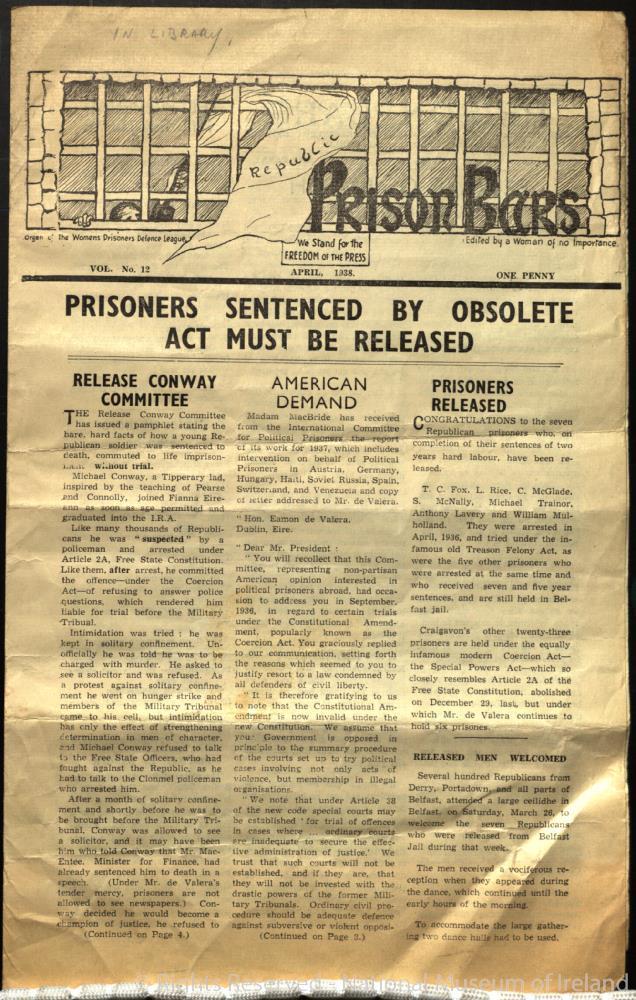 IN LIBRARY,
Republic
PRISON BARS
Organ of the Womens Prisoners Defence League,
We Stand for the
FREEDOM OF THE PRESS
Edited by a Woman of no Importance.
VOL. No. 12
APRIL, 1938.
ONE PENNY
PRISONERS SENTENCED BY OBSOLETE
ACT MUST BE RELEASED
RELEASE CONWAY
COMMITTEE
THE Release Conway Committee
has issued a pamphlet stating the
bare, hard facts of how a young Re-
publican soldier was sentenced to
death, commuted to life imprison-
without trial.
Michael Conway, a Tipperary lad,
inspired by the teaching of Pearse
and Connolly, joined Fianna Eire-
ann as soon as age permitted and
graduated into the I.R.A.
Like many thousands of Republi-
cans he was "suspected" by a
policeman and arrested under
Article 2A, Free State Constitution.
Like them, after arrest, he committed
the offence—under the Coercion
Act—of refusing to answer police
questions, which rendered him
liable for trial before the Military
Tribunal.
Intimidation was tried : he was
kept in solitary confinement. Un-
officially he was told he was to be
charged with murder. He asked to
see a solicitor and was refused. As
a protest against solitary confine-
ment he went on hunger strike and
members of the Military Tribunal
came to his cell, but intimidation
has only the effect of strengthening
determination in men of character,
and Michael Conway refused to talk
to the Free State Officers, who had
fought against the Republic, as he
had to talk to the Clonmel policeman
who arrested him.
After a month of solitary confine-
ment and shortly before he was to
be brought before the Military Tri-
bunal, Conway was allowed to see
a solicitor, and it may have been
him who told Conway that Mr. Mac-
Entee, Minister for Finance, had
already sentenced him to death in a
speech. (Under Mr. de Valera's
tender mercy, prisoners are not
allowed to see newspapers.) Con-
way decided he would become a
champion of justice, he refused to
(Continued on Page 4.)
AMERICAN
DEMAND
Madam MacBride has received
from the International Committee
for Political Prisoners the report
of its work for 1937, which includes
intervention on behalf of Political
Prisoners in Austria, Germany,
Hungary, Haiti, Soviet Russia, Spain,
Switzerland, and Venezuela and copy
of letter addressed to Mr. de Valera.
"Hon. Eamon de Valera,
Dublin, Eire.
"Dear Mr. President :
"You will recollect that this Com-
mittee, representing non-partisan
American opinion interested in
political prisoners abroad, had occa-
sion to address you in September,
1936, in regard to certain trials
under the Constitutional Amend-
ment, popularly known as the
Coercion Act. You graciously replied
to our communication, setting forth
the reasons which seemed to you to
justify resort to a law condemned by
all defenders of civil liberty.
"It is therefore gratifying to us
to note that the Constitutional Am-
endment is now invalid under the
new Constitution. We assume that
your Government is opposed in
principle to the summary procedure
of the courts set up to try political
cases involving not only acts of
violence, but membership in illegal
organisations.
"We note that under Article 38
of the new code special courts may
be established 'for trial of offences
in cases where ... ordinary courts
are inadequate to secure the effec-
tive administration of justice.' We
trust that such courts will not be
established, and if they are, that
they will not be invested with the
drastic powers of the former Mili-
tary Tribunals. Ordinary civil pro-
cedure should be adequate defence
against subversive or violent opposi-
(Continued on Page 3.)
PRISONERS
RELEASED
CONGRATULATIONS to the seven
Republican prisoners who, on
completion of their sentences of two
years hard labour, have been re-
leased.
T. C. Fox, L. Rice, C. McGlade,
S. McNally, Michael Trainor,
Anthony Lavery and William Mul-
holland. They were arrested in
April, 1936, and tried under the in-
famous old Treason Felony Act, as
were the five other prisoners who
were arrested at the same time and
who received seven and five year
sentences, and are still held in Bel-
fast jail.
Craigavon's other twenty-three
prisoners are held under the equally
infamous modern Coercion Act—
the Special Powers Act—which so
closely resembles Article 2A of the
Free State Constitution, abolished
on December 29, last, but under
which Mr. de Valera continues to
hold six prisoners.
RELEASED MEN WELCOMED
Several hundred Republicans from
Derry, Portadown, and all parts of
Belfast, attended a large ceilidhe in
Belfast, on Saturday, March 26, to
welcome the seven Republicans
who were released from Belfast
Jail during that week.
The men received a vociferous re-
ception when they appeared during
the dance, which continued until the
early hours of the morning.
To accommodate the large gather-
ing two dance halls had to be used.
Rights Reserved - National Museum of Ireland